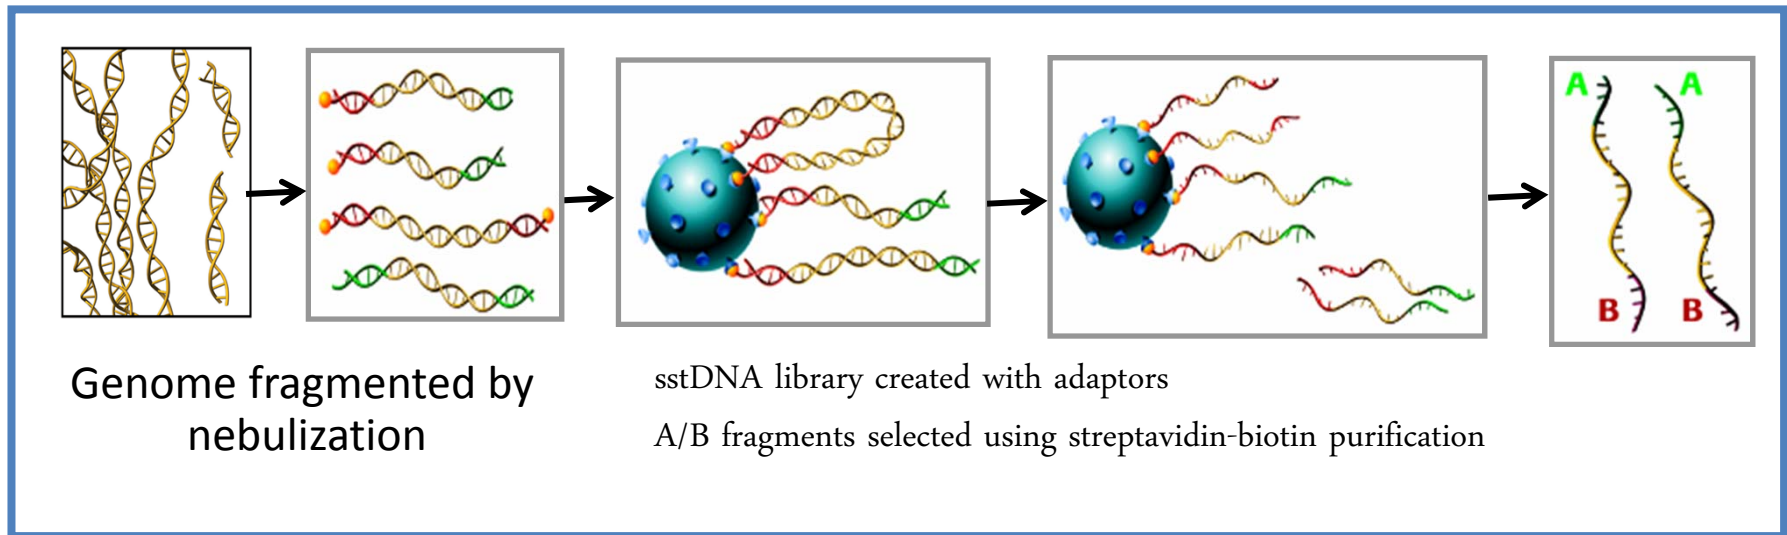 A A
B B
Genome fragmented by
nebulization
sstDNA library created with adaptors
A/B fragments selected using streptavidin-biotin purification